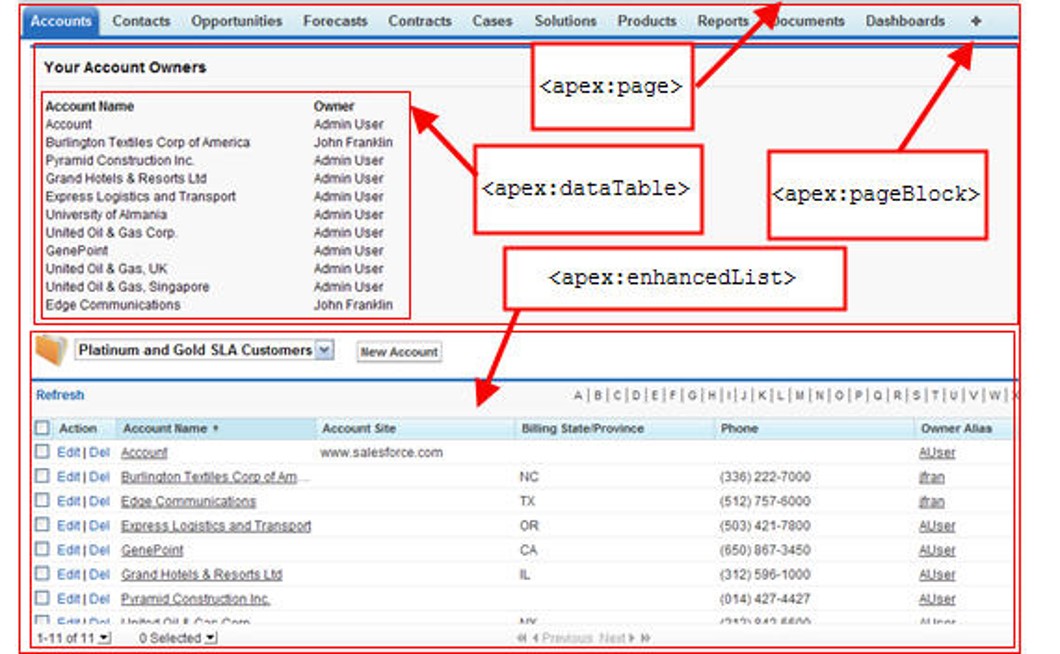 Accounts Contacts Opportunities Forecasts Contracts Cases Solutions Products Reports Documents Dashboards +
Your Account Owners
<apex:page>
Account Name Owner
Account Admin User
Burlington Textiles Corp of America John Franklin
Pyramid Construction Inc. Admin User
Grand Hotels & Resorts Ltd Admin User
Express Logistics and Transport Admin User
University of Almania Admin User
United Oil & Gas Corp. Admin User
GenePoint Admin User
United Oil & Gas, UK Admin User
United Oil & Gas, Singapore Admin User
Edge Communications John Franklin
<apex:dataTable>
<apex:pageBlock>
<apex:enhancedList>
Platinum and Gold SLA Customers New Account
Refresh A|B|C|D|E|F|G|H|I|J|K|L|M|N|O|P|Q|R|S|T|U|V|W|X
Action Account Name Account Site Billing State/Province Phone Owner Alias
Edit | Del Account www.salesforce.com AUser
Edit | Del Burlington Textiles Corp of Am... NC (336) 222-7000 jfran
Edit | Del Edge Communications TX (512) 757-6000 jfran
Edit | Del Express Logistics and Transport OR (503) 421-7800 AUser
Edit | Del GenePoint CA (650) 867-3450 AUser
Edit | Del Grand Hotels & Resorts Ltd IL (312) 596-1000 AUser
Edit | Del Pyramid Construction Inc. (014) 427-4427 AUser
Edit | Del United Oil & Gas Corp. NY (212) 842-5500 AUser
1-11 of 11 0 Selected Previous Next